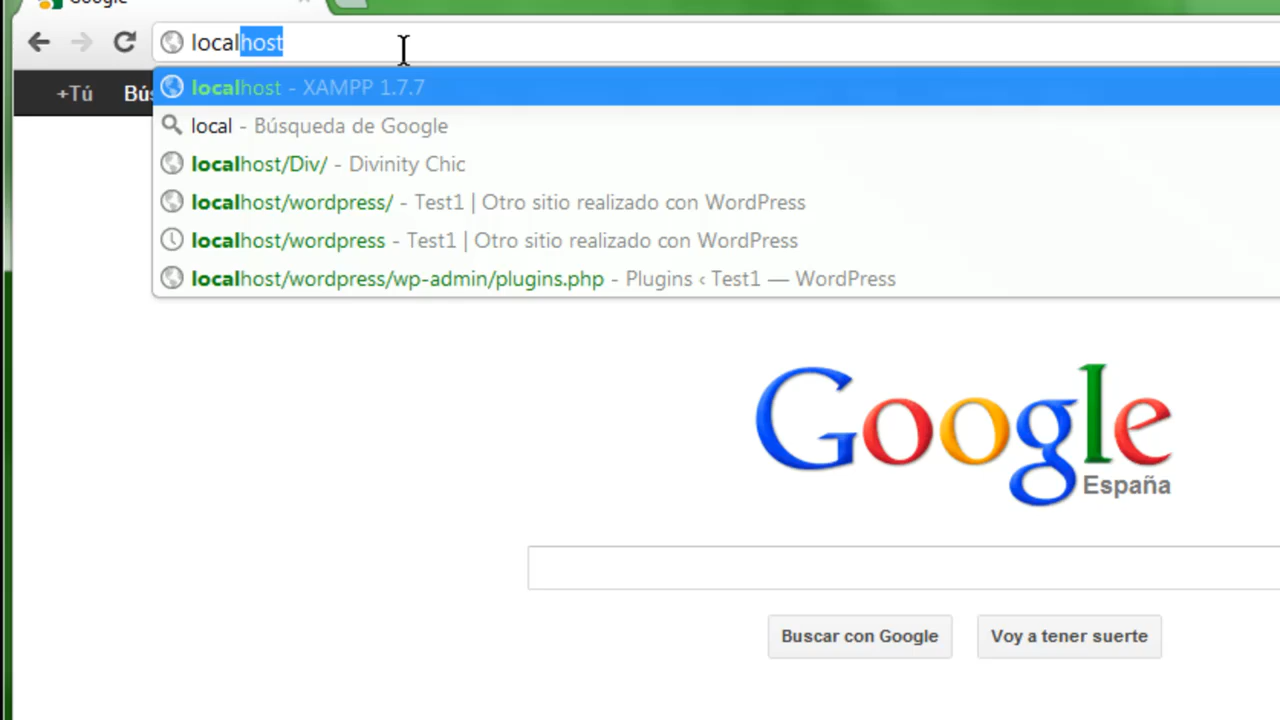 Google
localhost
+Tú Bús
localhost - XAMPP 1.7.7
local - Búsqueda de Google
localhost/Div/ - Divinity Chic
localhost/wordpress/ - Test1 | Otro sitio realizado con WordPress
localhost/wordpress - Test1 | Otro sitio realizado con WordPress
localhost/wordpress/wp-admin/plugins.php - Plugins ‹ Test1 — WordPress
Google
España
Buscar con Google Voy a tener suerte